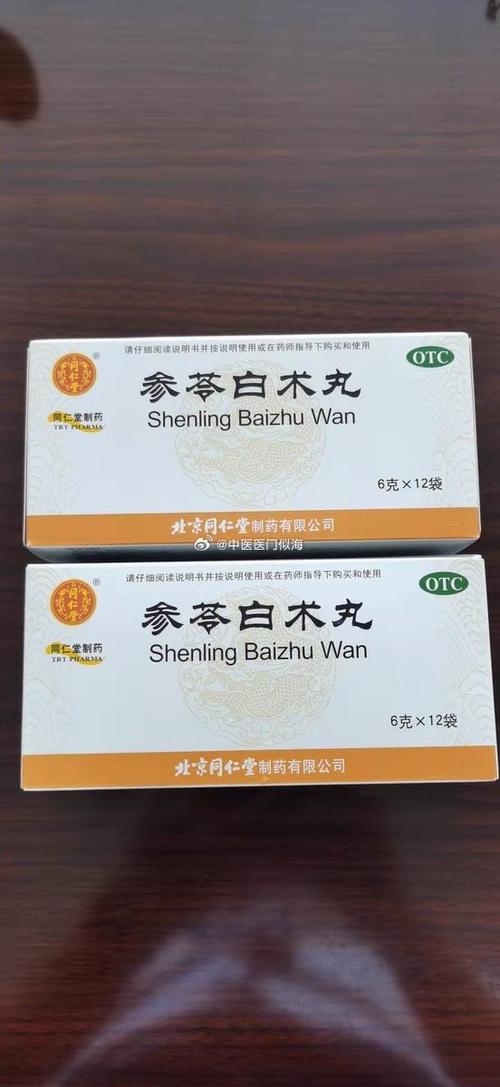 请仔细阅读说明书并按说明使用或在药师指导下购买和使用
OTC
同仁堂
®
参苓白术丸
同仁堂制药
TRT PHARMA
Shenling Baizhu Wan
6克×12袋
北京同仁堂制药有限公司
@中医医门似海
请仔细阅读说明书并按说明使用或在药师指导下购买和使用
OTC
同仁堂
®
参苓白术丸
同仁堂制药
TRT PHARMA
Shenling Baizhu Wan
6克×12袋
北京同仁堂制药有限公司